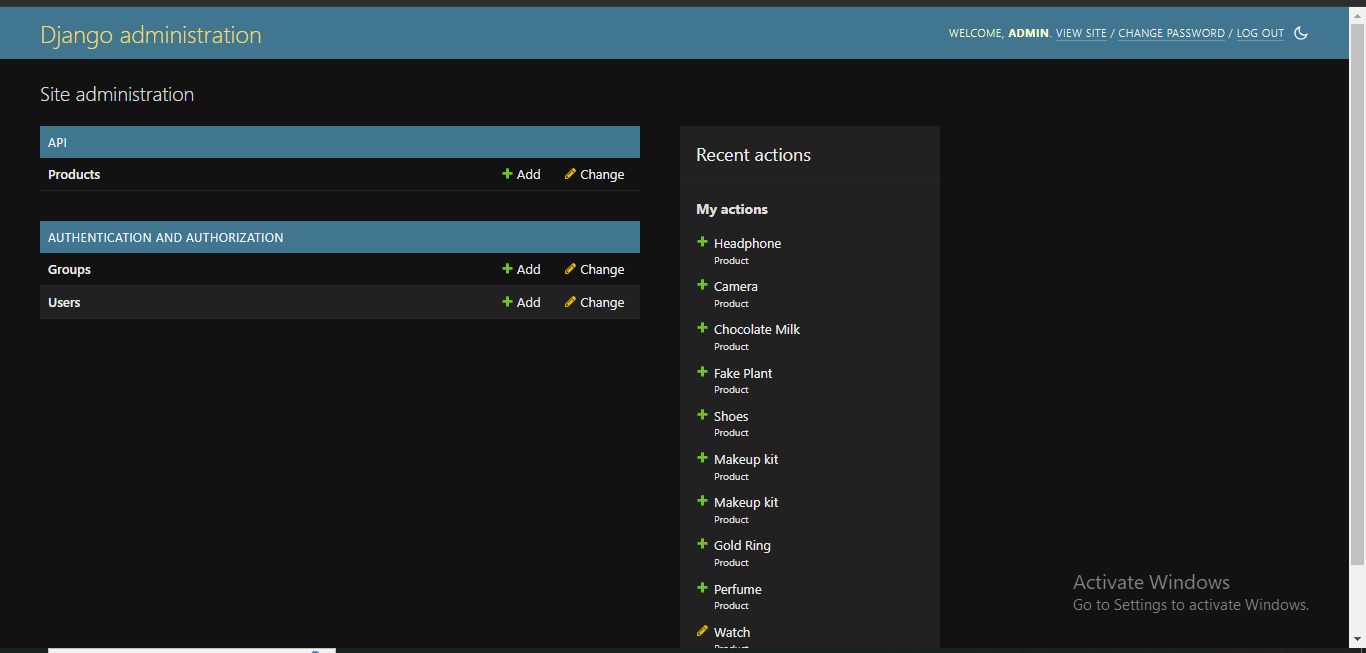 Django administration
WELCOME, ADMIN. VIEW SITE / CHANGE PASSWORD / LOG OUT
Site administration
API
Products Add Change
AUTHENTICATION AND AUTHORIZATION
Groups Add Change
Users Add Change
Recent actions
My actions
Headphone
Product
Camera
Product
Chocolate Milk
Product
Fake Plant
Product
Shoes
Product
Makeup kit
Product
Makeup kit
Product
Gold Ring
Product
Perfume
Product
Watch
Product
Activate Windows
Go to Settings to activate Windows.